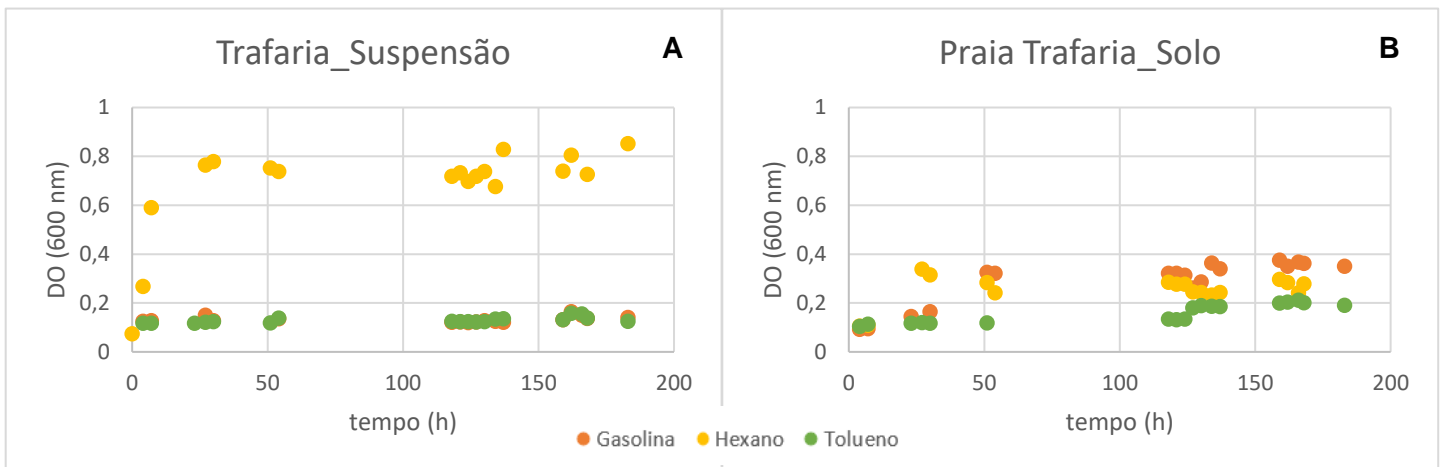 Trafaria_Suspensão
A
1
0,8
0,6
0,4
0,2
0
DO (600 nm)
0
50
100
150
200
tempo (h)
Praia Trafaria_Solo
B
1
0,8
0,6
0,4
0,2
0
DO (600 nm)
0
50
100
150
200
tempo (h)
Gasolina Hexano Tolueno